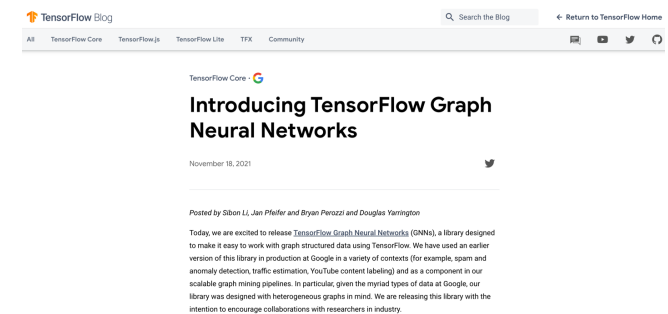 TensorFlow Blog
Search the Blog
← Return to TensorFlow Home
All TensorFlow Core TensorFlow.js TensorFlow Lite TFX Community
TensorFlow Core ·
Introducing TensorFlow Graph
Neural Networks
November 18, 2021
Posted by Sibon Li, Jan Pfeifer and Bryan Perozzi and Douglas Yarrington
Today, we are excited to release TensorFlow Graph Neural Networks (GNNs), a library designed
to make it easy to work with graph structured data using TensorFlow. We have used an earlier
version of this library in production at Google in a variety of contexts (for example, spam and
anomaly detection, traffic estimation, YouTube content labeling) and as a component in our
scalable graph mining pipelines. In particular, given the myriad types of data at Google, our
library was designed with heterogeneous graphs in mind. We are releasing this library with the
intention to encourage collaborations with researchers in industry.